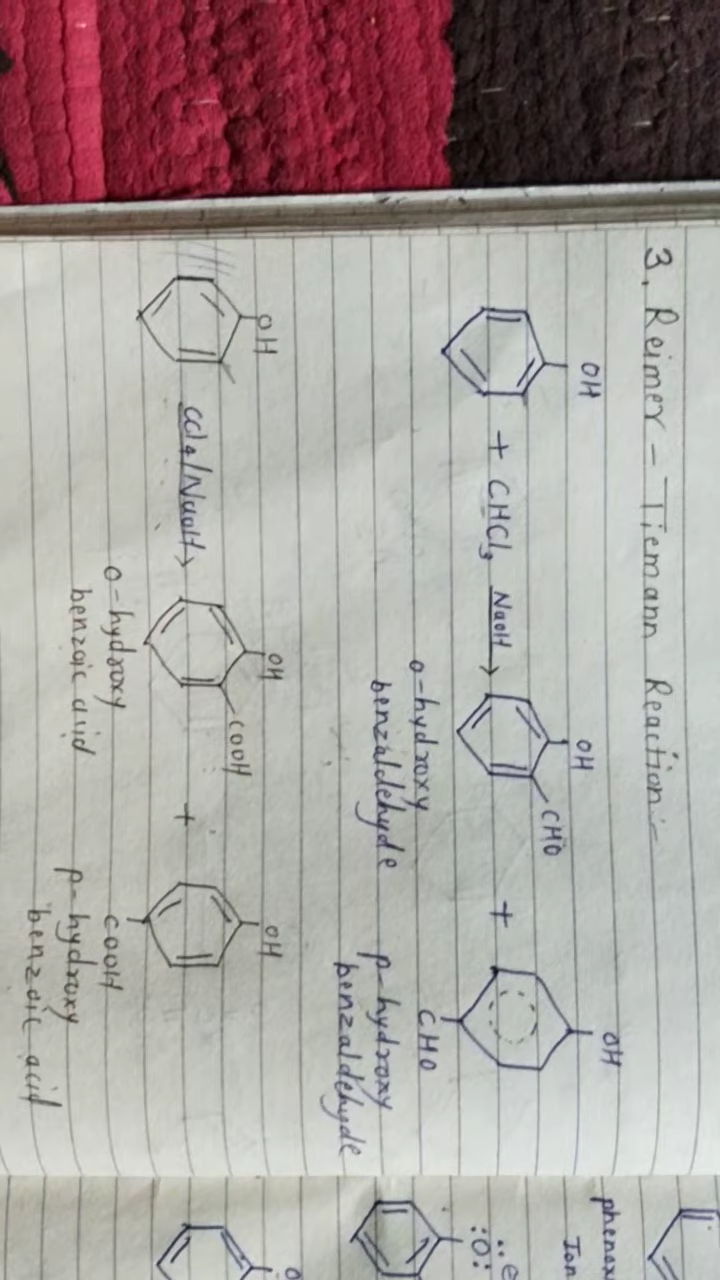 3. Reimer - Tiemann Reaction :-
OH
+ CHCl3 NaOH →
OH
CHO
+
OH
CHO
o-hydroxy
benzaldehyde
p-hydroxy
benzaldehyde
OH
CCl4/NaOH →
OH
COOH
+
OH
COOH
o-hydroxy
benzoic acid
p-hydroxy
benzoic acid
Ion
:O: